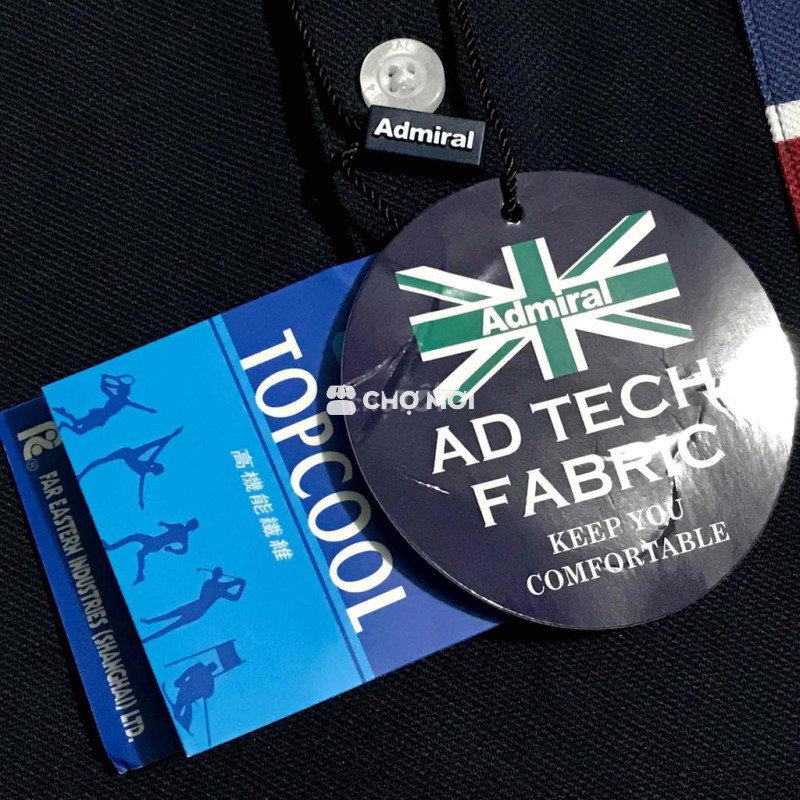 Admiral
Admiral
AD TECH
FABRIC
KEEP YOU
COMFORTABLE
CHỢ NƠI
TOPCOOL
高機能纖維
FAR EASTERN INDUSTRIES (SHANGHAI) LTD.